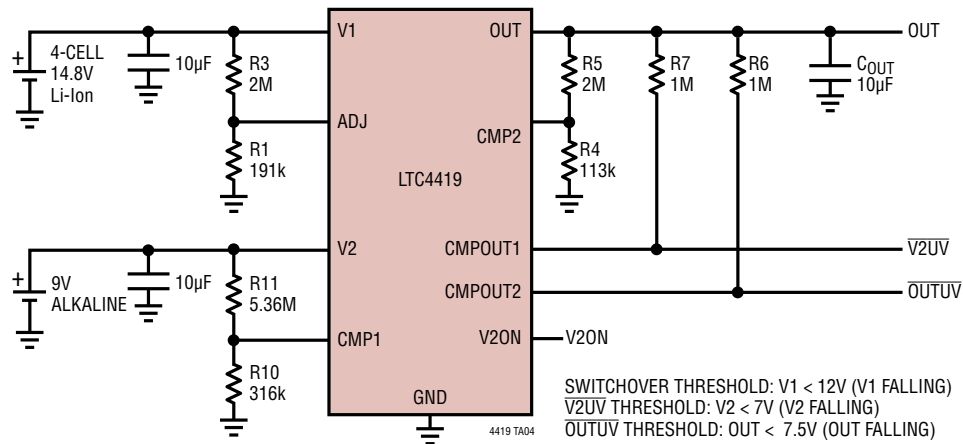 V1
OUT
OUT
+
4-CELL
14.8V
Li-Ion
10µF
R3
2M
R5
2M
R7
1M
R6
1M
COUT
10µF
ADJ
CMP2
R1
191k
R4
113k
LTC4419
V2
CMPOUT1
V2UV
+
9V
ALKALINE
10µF
R11
5.36M
CMPOUT2
OUTUV
CMP1
V2ON
V2ON
R10
316k
GND
4419 TA04
SWITCHOVER THRESHOLD: V1 < 12V (V1 FALLING)
V2UV THRESHOLD: V2 < 7V (V2 FALLING)
OUTUV THRESHOLD: OUT < 7.5V (OUT FALLING)